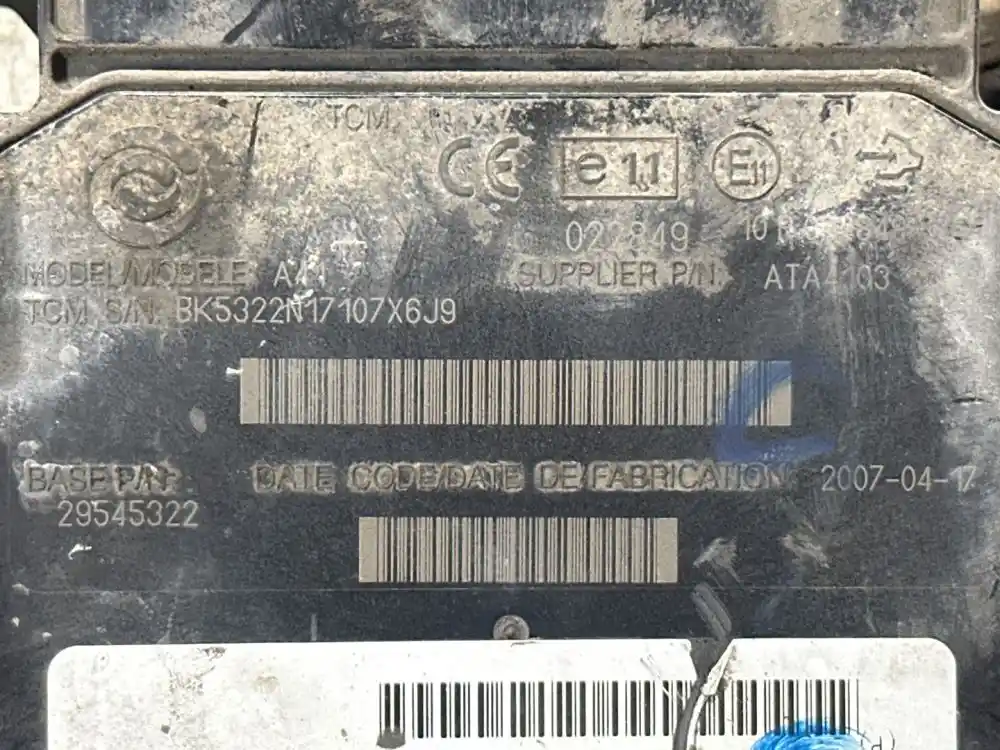 TCM
CE e11 E11
MODEL/MODELE
SUPPLIER P/N
TCM S/N: BK5322N17107X6J9
BASE P/N:
DATE CODE/DATE DE FABRICATION
2007-04-17
29545322